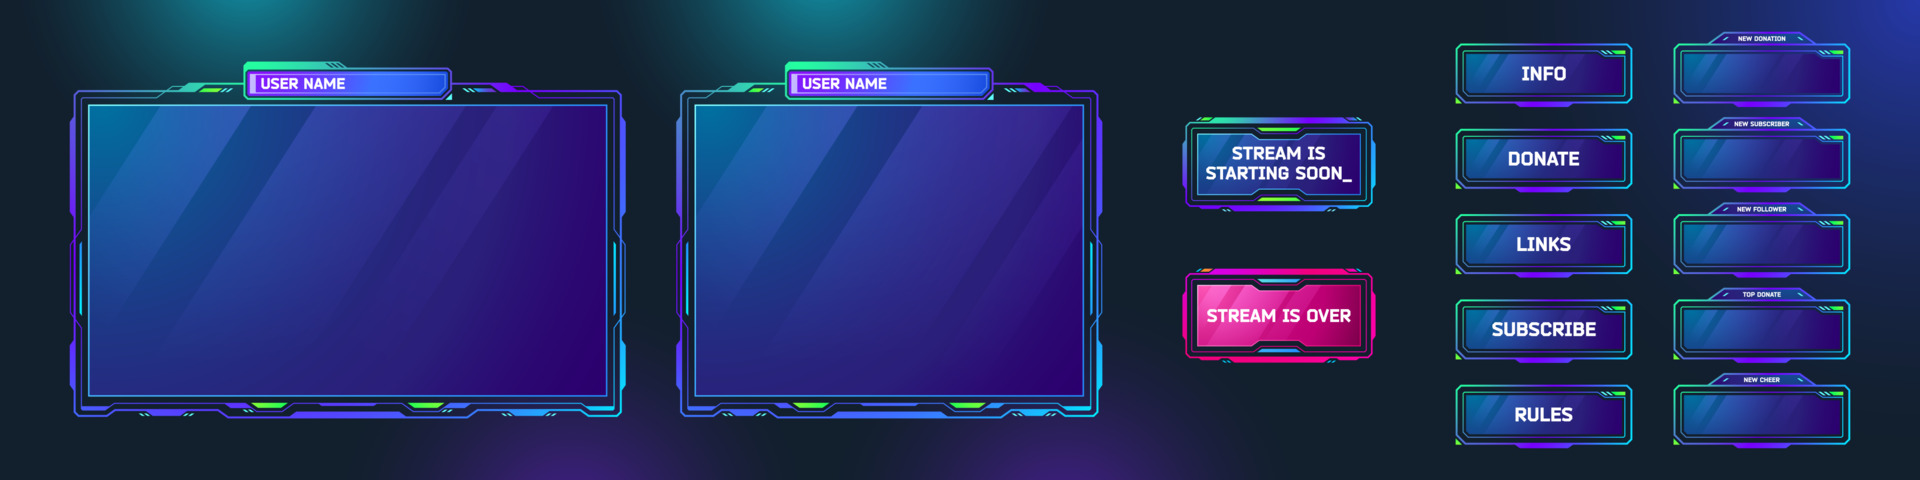 USER NAME
USER NAME
STREAM IS
STARTING SOON_
STREAM IS OVER
INFO
DONATE
LINKS
SUBSCRIBE
RULES
NEW DONATION
NEW SUBSCRIBER
NEW FOLLOWER
TOP DONATE
NEW CHEER